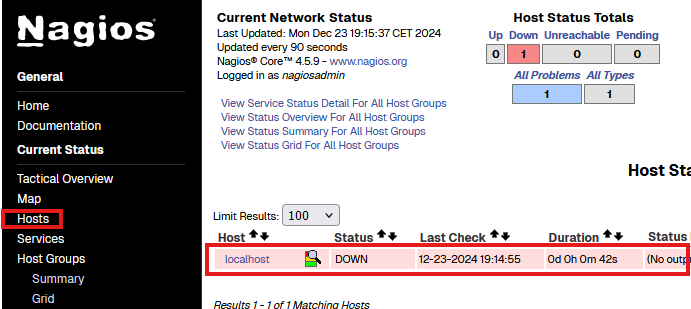 Nagios®
General
Home
Documentation
Current Status
Tactical Overview
Map
Hosts
Services
Host Groups
Summary
Grid
Current Network Status
Last Updated: Mon Dec 23 19:15:37 CET 2024
Updated every 90 seconds
Nagios® Core™ 4.5.9 - www.nagios.org
Logged in as nagiosadmin
View Service Status Detail For All Host Groups
View Status Overview For All Host Groups
View Status Summary For All Host Groups
View Status Grid For All Host Groups
Host Status Totals
Up Down Unreachable Pending
0 1 0 0
All Problems All Types
1 1
Host Sta
Limit Results: 100
Host Status Last Check Duration Status
localhost DOWN 12-23-2024 19:14:55 0d 0h 0m 42s (No outp
Results 1 - 1 of 1 Matching Hosts